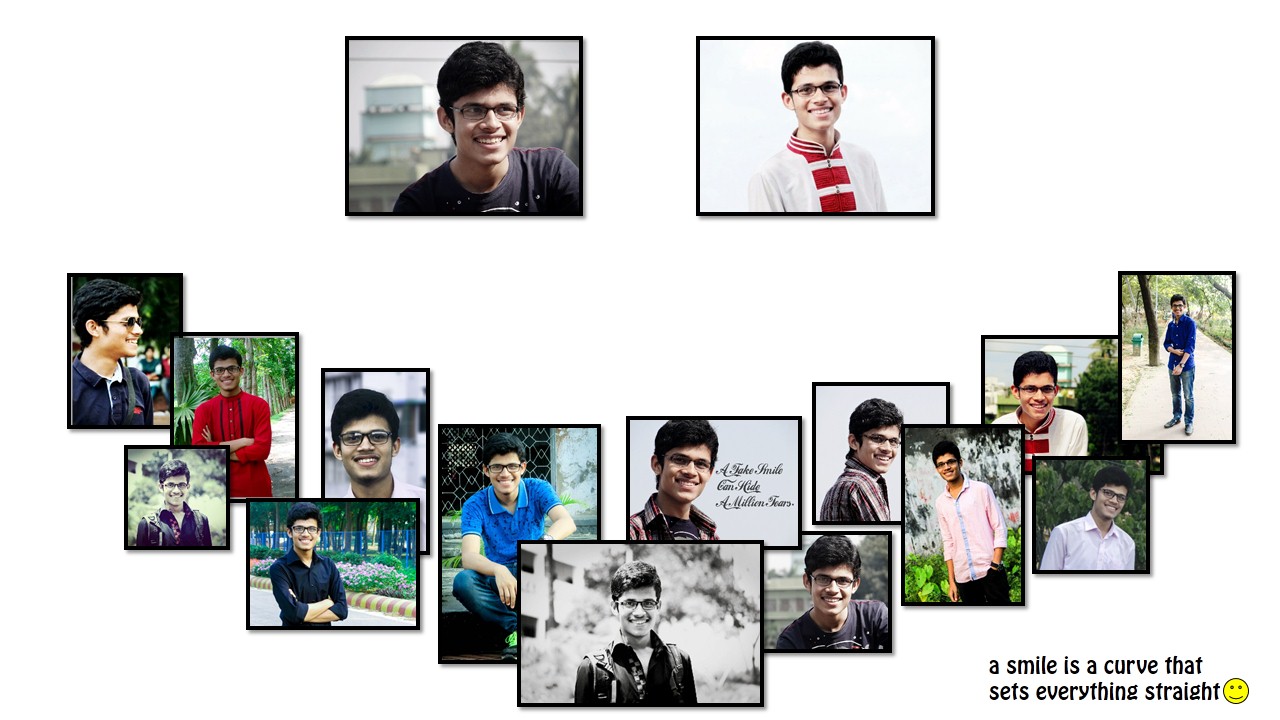 A Fake Smile
Can Hide
A Million Tears.
a smile is a curve that
sets everything straight